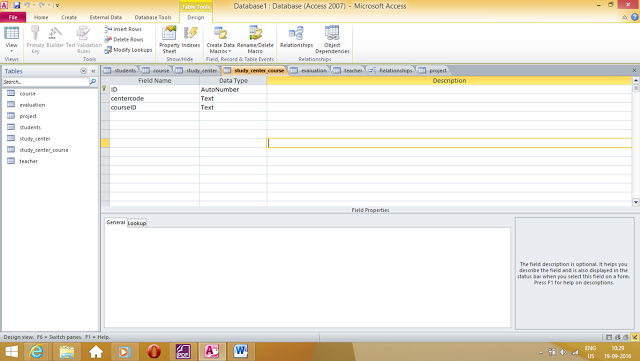 Table Tools
Database1 : Database (Access 2007) - Microsoft Access
File Home Create External Data Database Tools Design
View
Primary Key
Builder
Test Validation Rules
Insert Rows
Delete Rows
Modify Lookups
Property Sheet
Indexes
Create Data Macros
Rename/Delete Macro
Relationships
Object Dependencies
Views Tools Show/Hide Field, Record & Table Events Relationships
Tables
Search...
course
evaluation
project
students
study_center
study_center_course
teacher
students course study_center study_center_course evaluation teacher Relationships project
Field Name Data Type Description
ID AutoNumber
centercode Text
courseID Text
Field Properties
General Lookup
The field description is optional. It helps you
describe the field and is also displayed in the
status bar when you select this field on a form.
Press F1 for help on descriptions.
Design view. F6 = Switch panes. F1 = Help.
ENG 10:29
US 19-09-2016